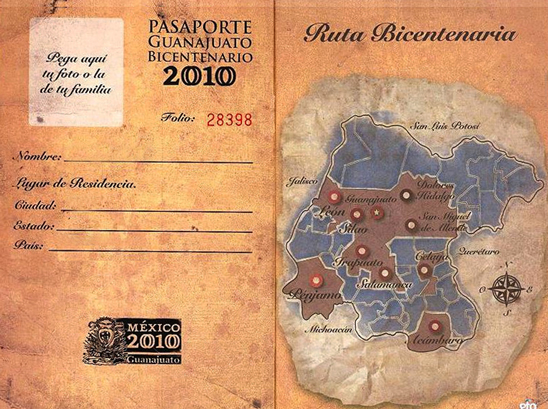 Pega aquí
tu foto o la
de tu familia
PASAPORTE
GUANAJUATO
BICENTENARIO
2010
Folio: 28398
Nombre:
Lugar de Residencia.
Ciudad:
Estado:
País:
MÉXICO
2010
Guanajuato
Ruta Bicentenaria
San Luis Potosí
Jalisco
Dolores
Hidalgo
Guanajuato
León
San Miguel
de Allende
Silao
Querétaro
Irapuato
Celaya
Salamanca
Pénjamo
O
E
S
Michoacán
Acámbaro